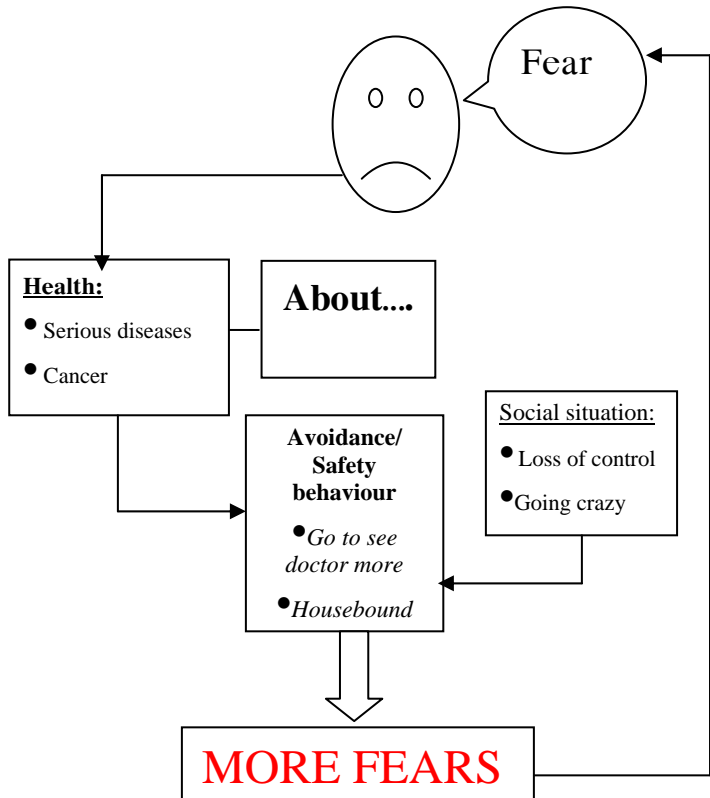 Fear
Health:
● Serious diseases
● Cancer
About....
Social situation:
● Loss of control
●Going crazy
Avoidance/
Safety
behaviour
●Go to see
doctor more
●Housebound
MORE FEARS